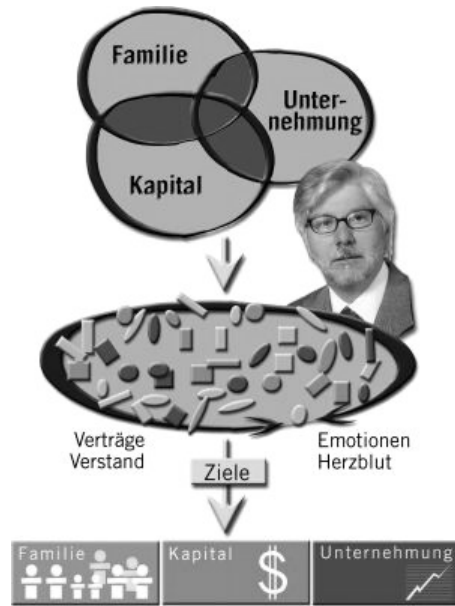 Familie
Unter-
nehmung
Kapital
Verträge
Verstand
Emotionen
Herzblut
Ziele
Familie
Kapital
$
Unternehmung